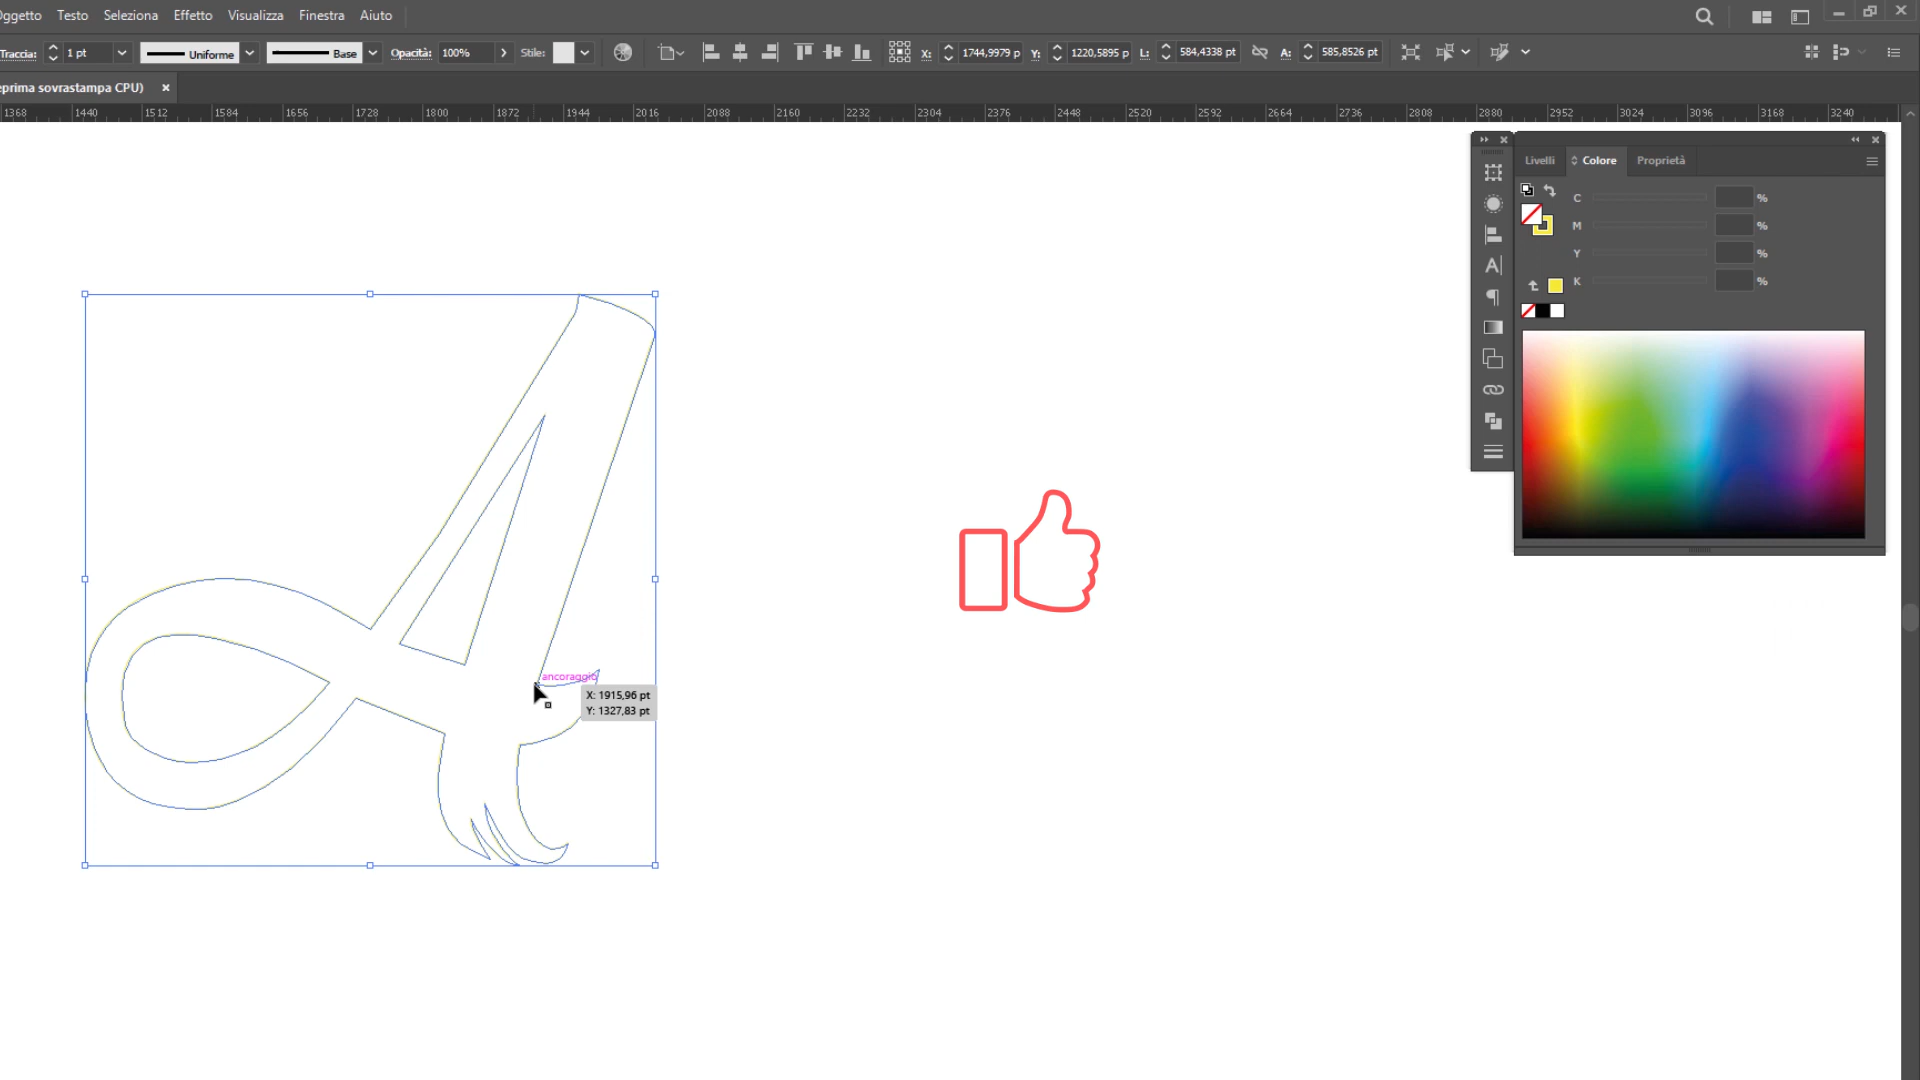 Oggetto Testo Seleziona Effetto Visualizza Finestra Aiuto
Traccia: 1 pt Uniforme Base Opacità: 100% Stile: X: 1744,9979 p Y: 1220,5895 p L: 584,4338 pt A: 585,8526 pt
eprima sovrastampa CPU) ×
1368 1440 1512 1584 1656 1728 1800 1872 1944 2016 2088 2160 2232 2304 2376 2448 2520 2592 2664 2736 2808 2880 2952 3024 3096 3168 3240
Livelli Colore Proprietà
C %
M %
Y %
K %
ancoraggio
X: 1915,96 pt
Y: 1327,83 pt